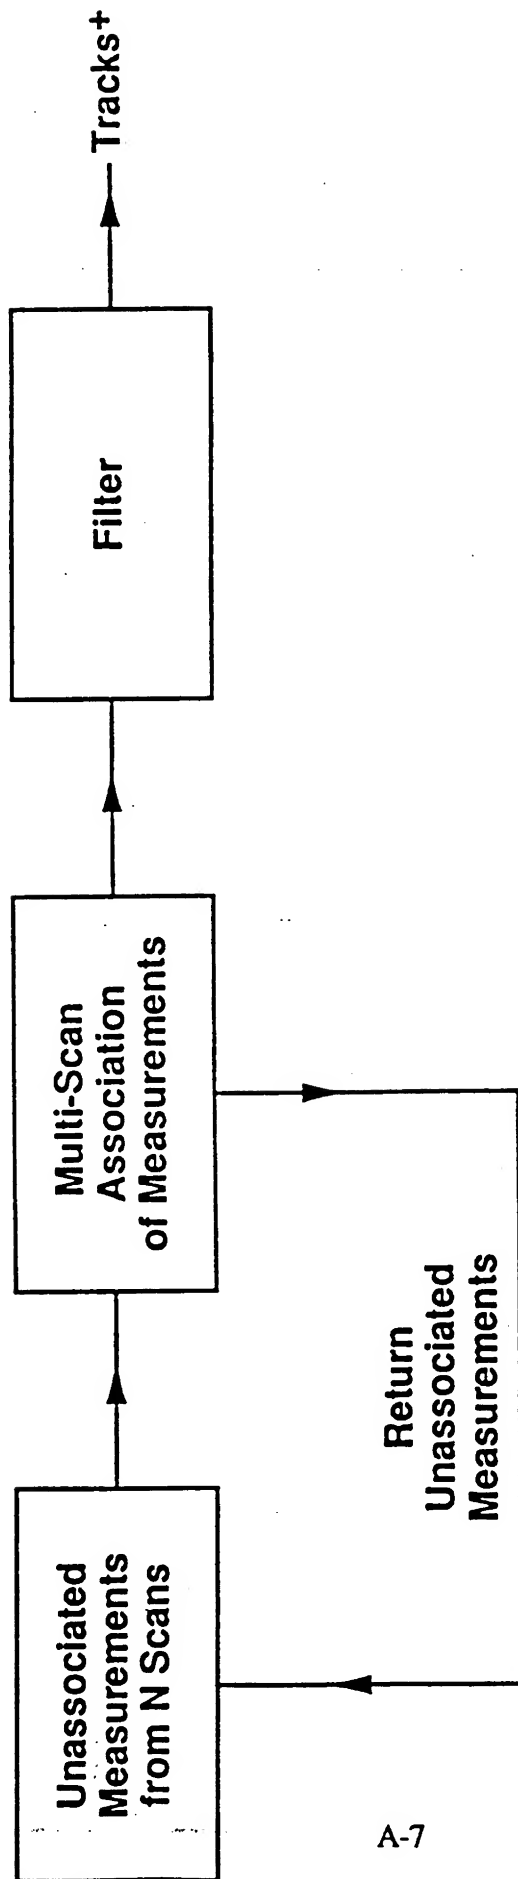 Unassociated
Measurements
from N Scans
Multi-Scan
Association
of Measurements
Filter
Tracks+
Return
Unassociated
Measurements
A-7